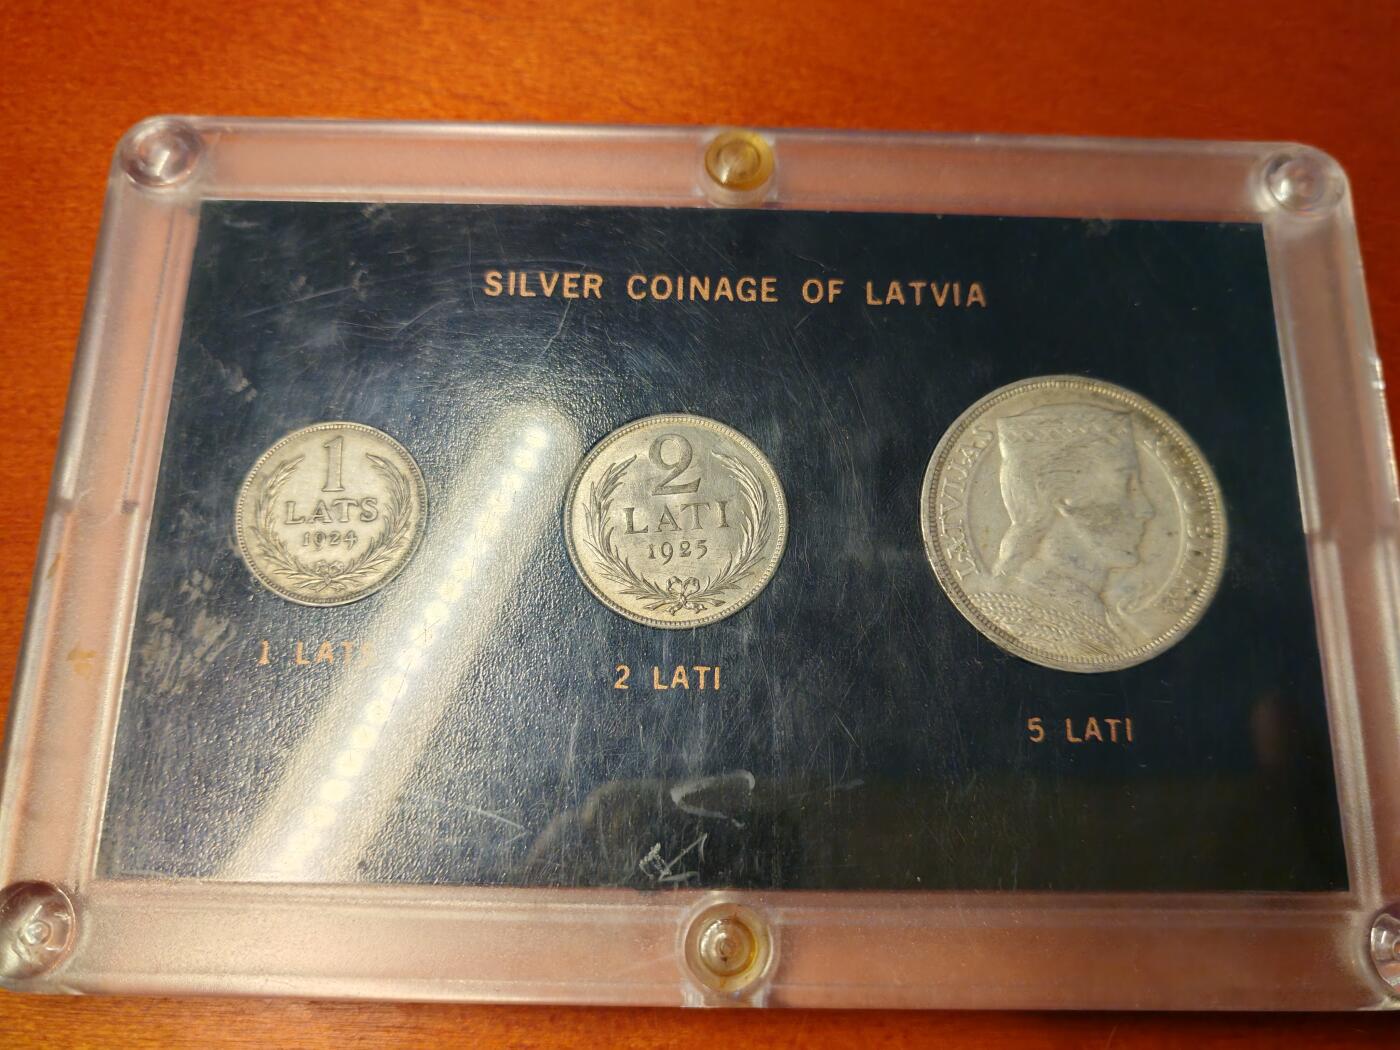 SILVER COINAGE OF LATVIA
1
LATS
1924
2
LATI
1925
LATVIJAS
1 LATS
2 LATI
5 LATI